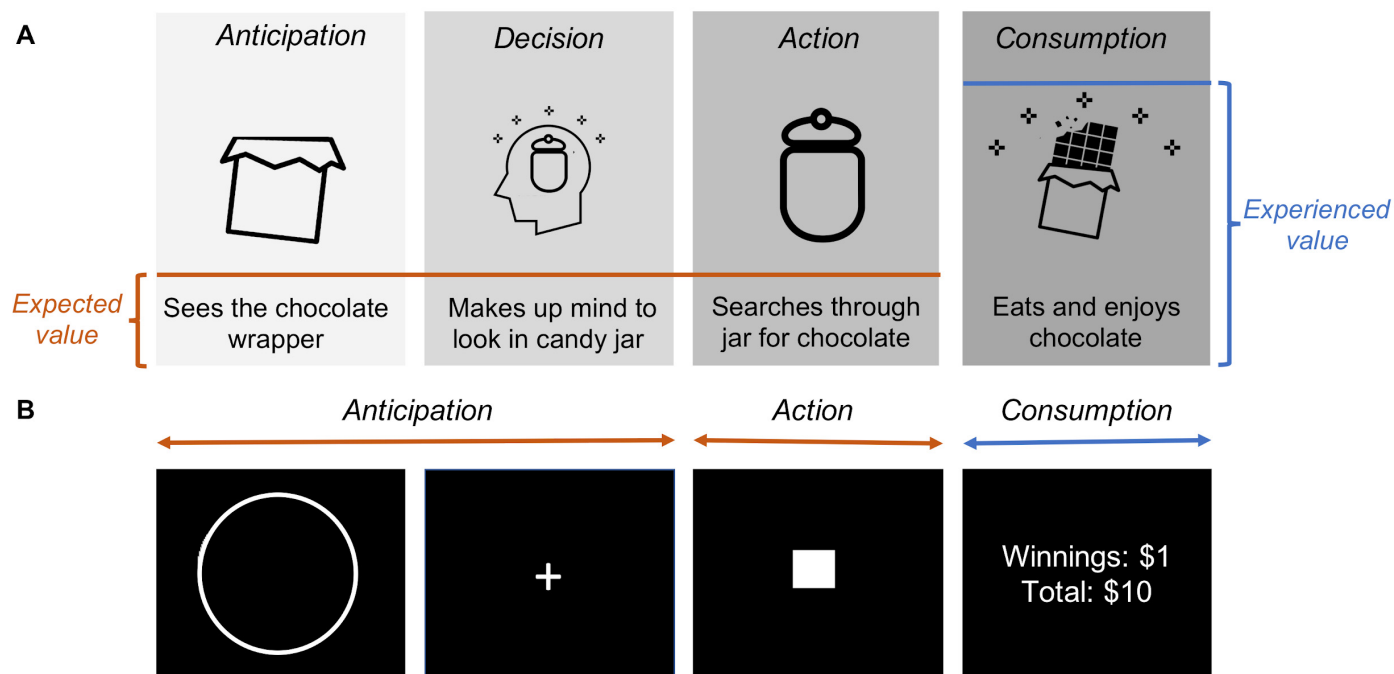 A
Anticipation
Decision
Action
Consumption
Expected
value
Sees the chocolate
wrapper
Makes up mind to
look in candy jar
Searches through
jar for chocolate
Eats and enjoys
chocolate
Experienced
value
B
Anticipation
Action
Consumption
Winnings: $1
Total: $10